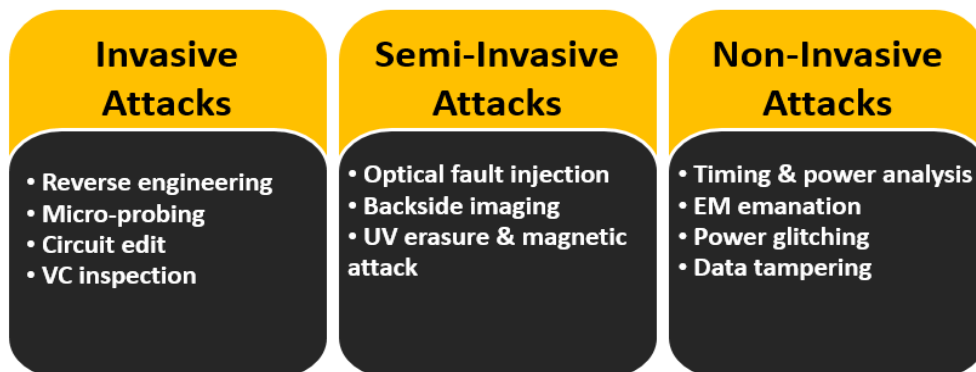 Invasive
Attacks
• Reverse engineering
• Micro-probing
• Circuit edit
• VC inspection
Semi-Invasive
Attacks
• Optical fault injection
• Backside imaging
• UV erasure & magnetic
attack
Non-Invasive
Attacks
• Timing & power analysis
• EM emanation
• Power glitching
• Data tampering